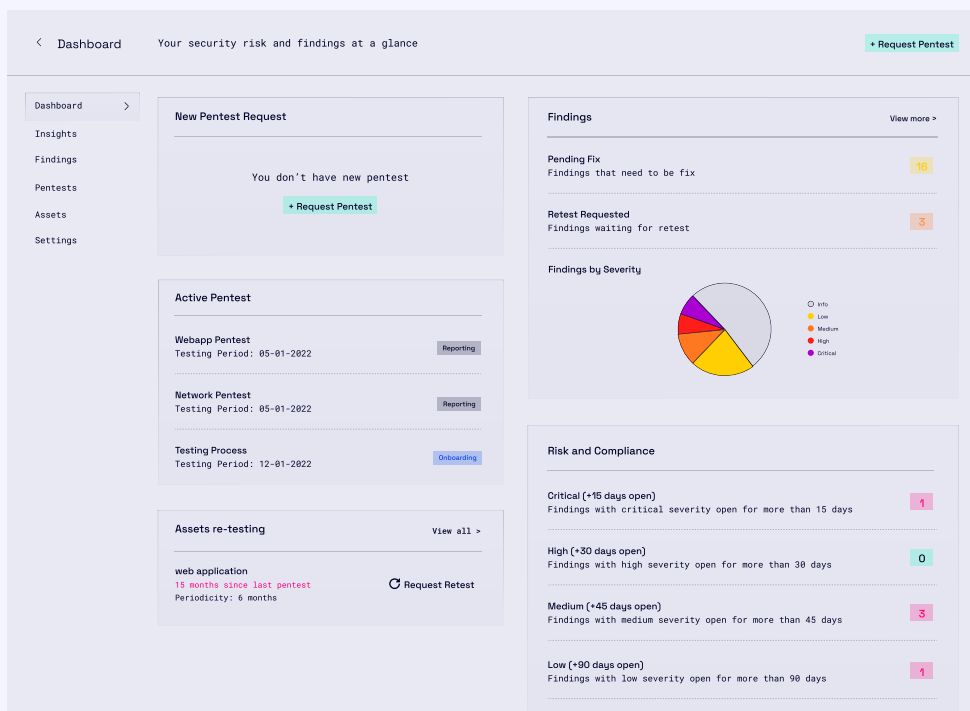 Dashboard
Your security risk and findings at a glance
+ Request Pentest
Dashboard
Insights
Findings
Pentests
Assets
Settings
New Pentest Request
You don't have new pentest
+ Request Pentest
Active Pentest
Webapp Pentest
Testing Period: 05-01-2022
Reporting
Network Pentest
Testing Period: 05-01-2022
Reporting
Testing Process
Testing Period: 12-01-2022
Onboarding
Assets re-testing
View all >
web application
15 months since last pentest
Periodicity: 6 months
Request Retest
Findings
View more >
Pending Fix
Findings that need to be fix
16
Retest Requested
Findings waiting for retest
3
Findings by Severity
Info
Low
Medium
High
Critical
Risk and Compliance
Critical (+15 days open)
Findings with critical severity open for more than 15 days
1
High (+30 days open)
Findings with high severity open for more than 30 days
0
Medium (+45 days open)
Findings with medium severity open for more than 45 days
3
Low (+90 days open)
Findings with low severity open for more than 90 days
1